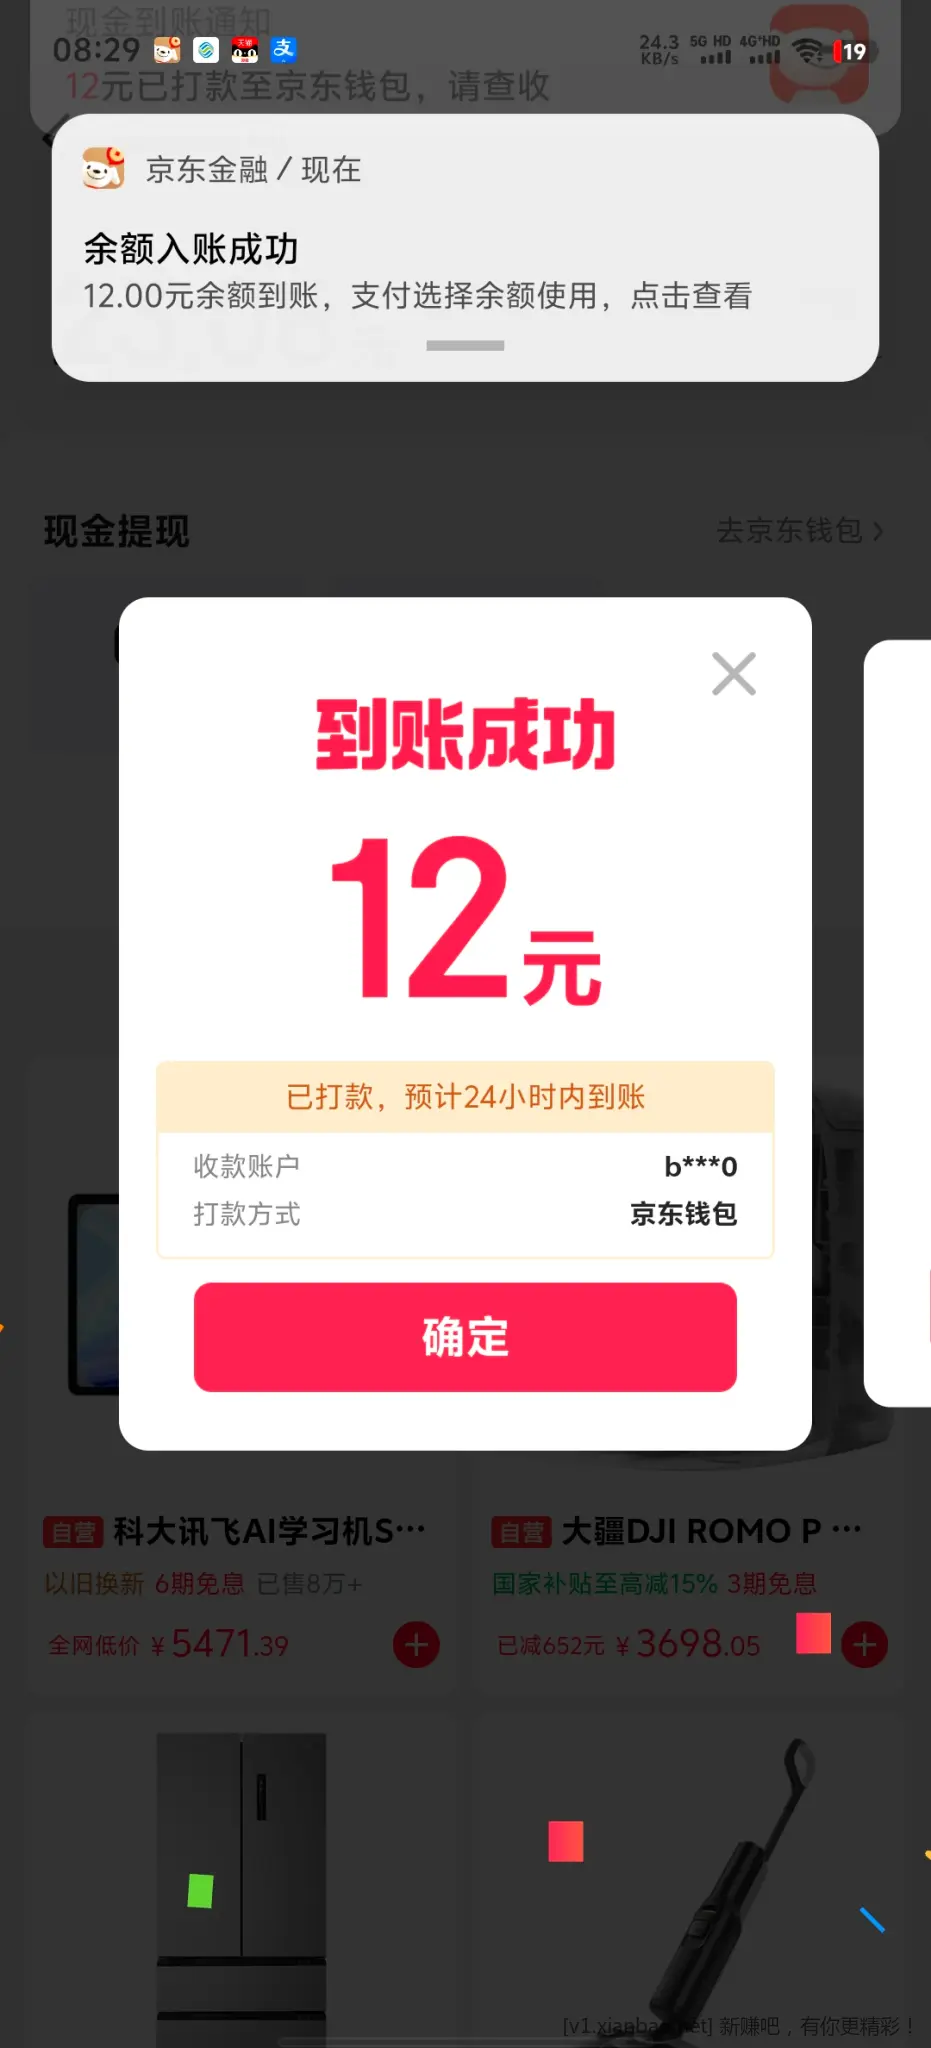 现金到账通知
08:29
24.3 KB/s 5G HD 4G+HD 19
12元已打款至京东钱包，请查收
京东金融 / 现在
余额入账成功
12.00元余额到账，支付选择余额使用，点击查看
现金提现
去京东钱包 >
到账成功
12元
已打款，预计24小时内到账
收款账户 b***0
打款方式 京东钱包
确定
自营 科大讯飞AI学习机S…
以旧换新 6期免息 已售8万+
全网低价 ¥5471.39
自营 大疆DJI ROMO P …
国家补贴至高减15% 3期免息
已减652元 ¥3698.05
新赚吧，有你更精彩！